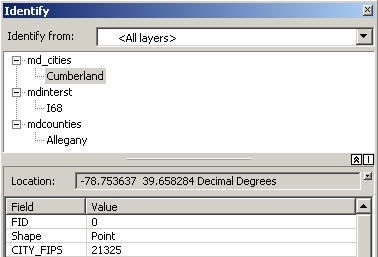 Identify
Identify from: <All layers>
md_cities
Cumberland
mdinterst
I68
mdcounties
Allegany
Location: -78.753637 39.658284 Decimal Degrees
Field Value
FID 0
Shape Point
CITY_FIPS 21325